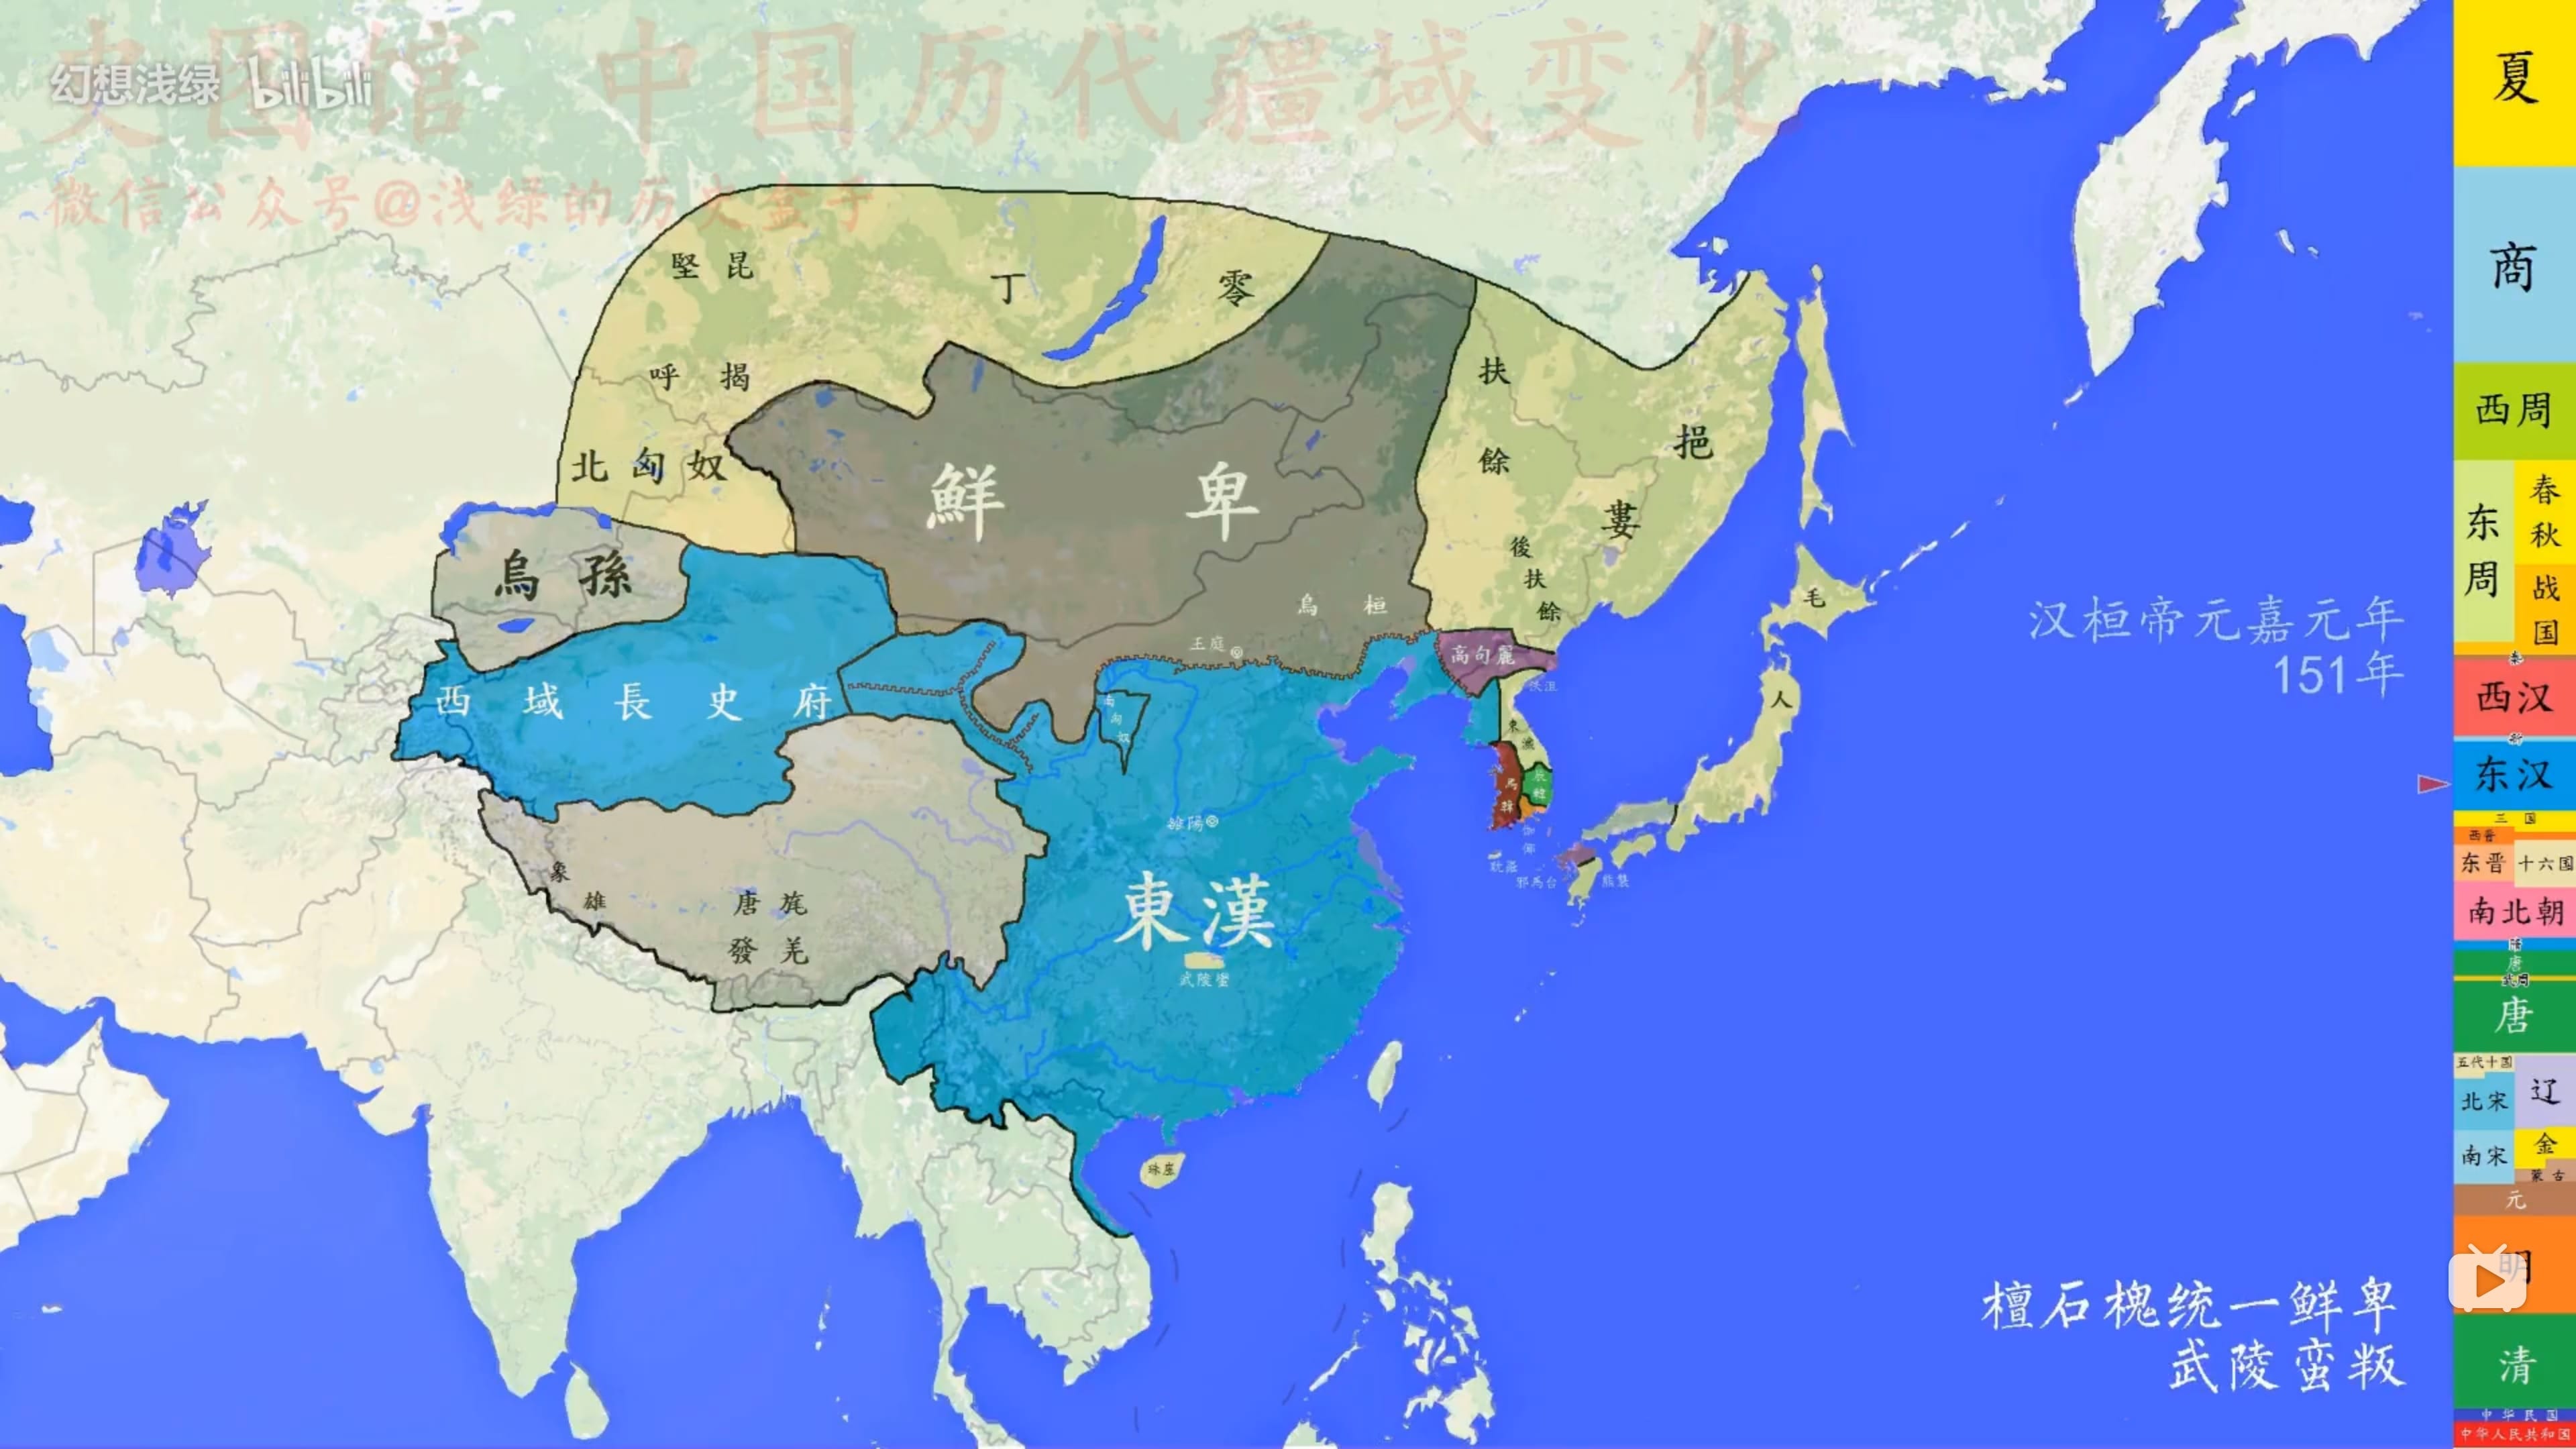 史图馆 中国历代疆域变化
幻想浅绿 bilibili
微信公众号@浅绿的历史盒子
堅昆
丁零
呼揭
北匈奴
鮮卑
扶餘
挹婁
後扶餘
烏孫
烏桓
王庭
高句麗
沃沮
西域長史府
南匈奴
東濊
馬韓
辰韓
雒陽
象雄
唐旄
發羌
東漢
武陵蠻
耽羅
邪馬台
熊襲
毛人
珠崖
汉桓帝元嘉元年
151年
檀石槐统一鲜卑
武陵蛮叛
夏
商
西周
东周
春秋
战国
秦
西汉
新
东汉
三国
西晋
东晋
十六国
南北朝
隋
唐
武周
唐
五代十国
辽
北宋
金
南宋
蒙古
元
明
清
中华民国
中华人民共和国